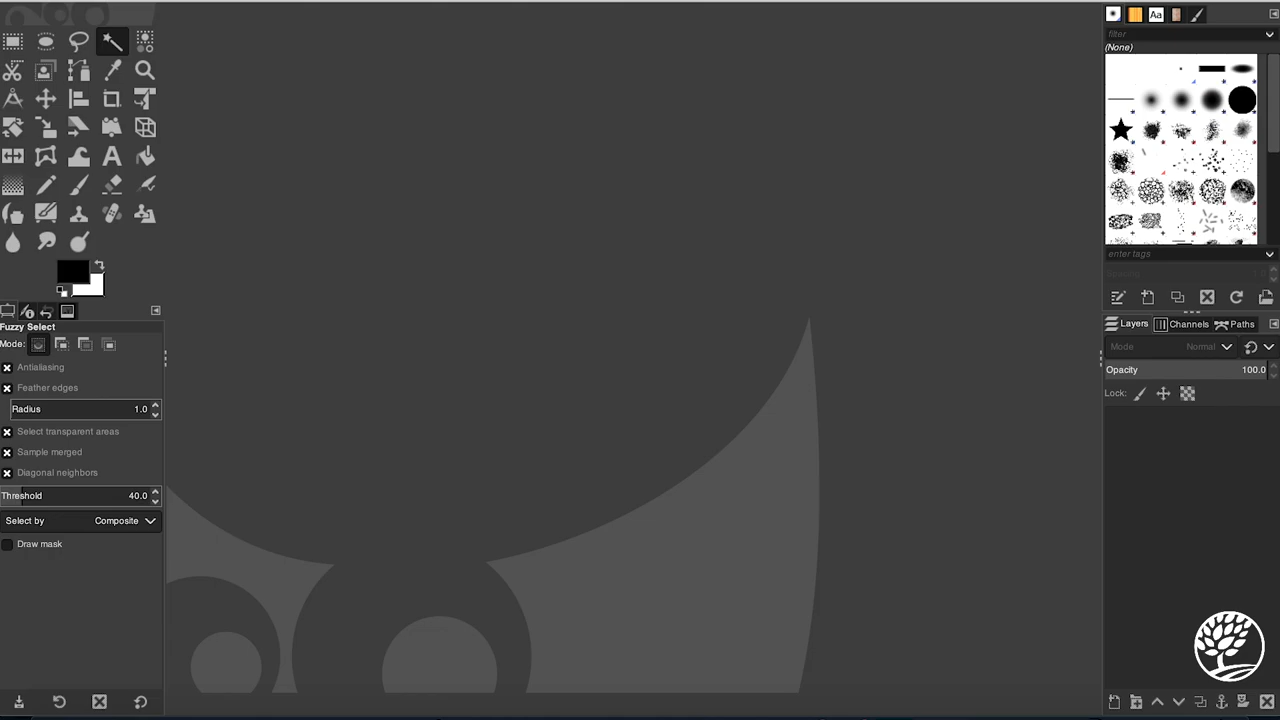 Aa
filter
(None)
enter tags
Fuzzy Select
Mode:
Antialiasing
Feather edges
Radius 1.0
Select transparent areas
Sample merged
Diagonal neighbors
Threshold 40.0
Select by Composite
Draw mask
Layers Channels Paths
Mode Normal
Opacity 100.0
Lock: